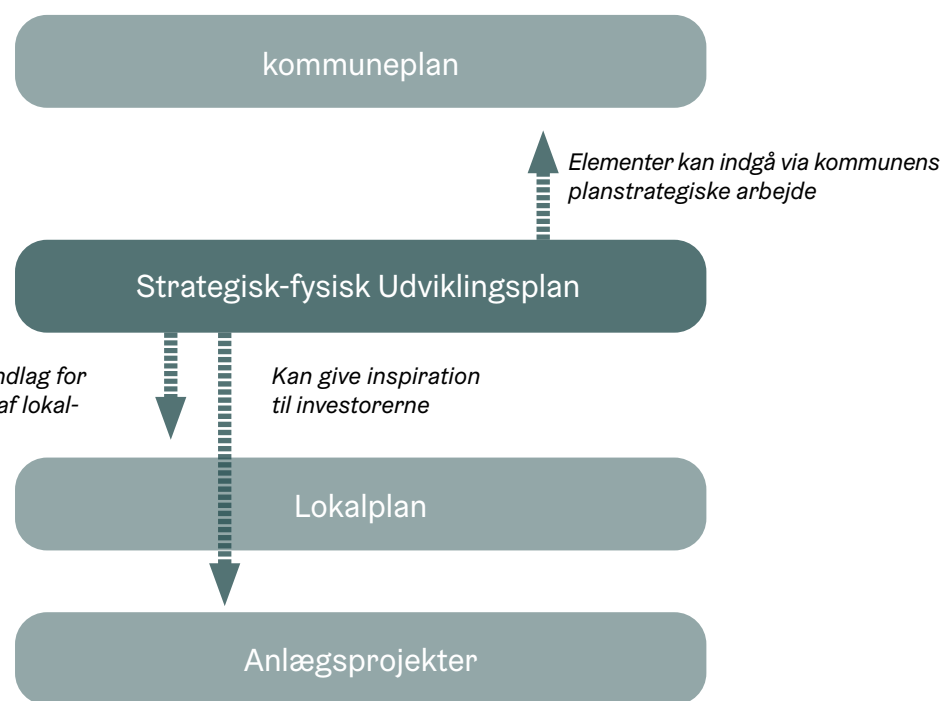 kommuneplan
Elementer kan indgå via kommunens
planstrategiske arbejde
Strategisk-fysisk Udviklingsplan
for
af lokal-
Kan give inspiration
til investorerne
Lokalplan
Anlægsprojekter